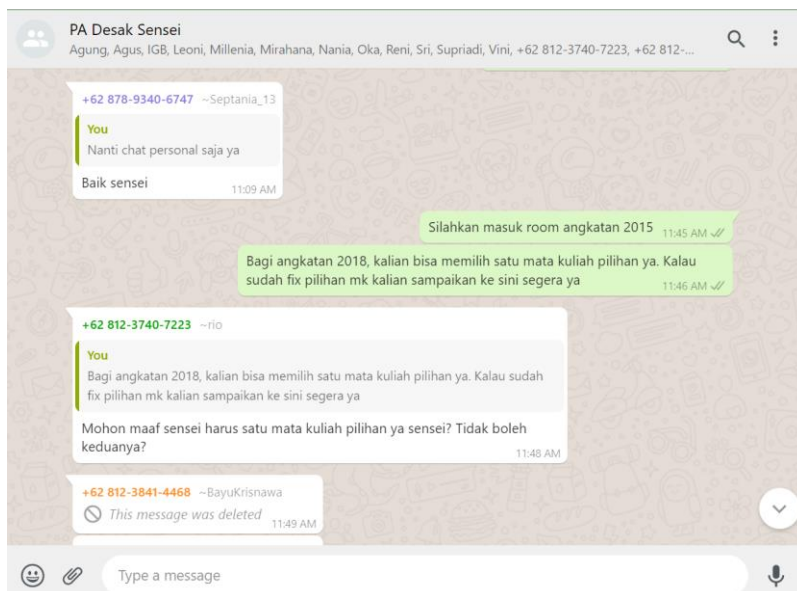 PA Desak Sensei
Agung, Agus, IGB, Leoni, Millenia, Mirahana, Nania, Oka, Reni, Sri, Supriadi, Vini, +62 812-3740-7223, +62 812-...
+62 878-9340-6747 ~Septania_13
You
Nanti chat personal saja ya
Baik sensei
11:09 AM
Silahkan masuk room angkatan 2015 11:45 AM
Bagi angkatan 2018, kalian bisa memilih satu mata kuliah pilihan ya. Kalau
sudah fix pilihan mk kalian sampaikan ke sini segera ya 11:46 AM
+62 812-3740-7223 ~rio
You
Bagi angkatan 2018, kalian bisa memilih satu mata kuliah pilihan ya. Kalau sudah
fix pilihan mk kalian sampaikan ke sini segera ya
Mohon maaf sensei harus satu mata kuliah pilihan ya sensei? Tidak boleh
keduanya? 11:48 AM
+62 812-3841-4468 ~BayuKrisnawa
This message was deleted 11:49 AM
Type a message